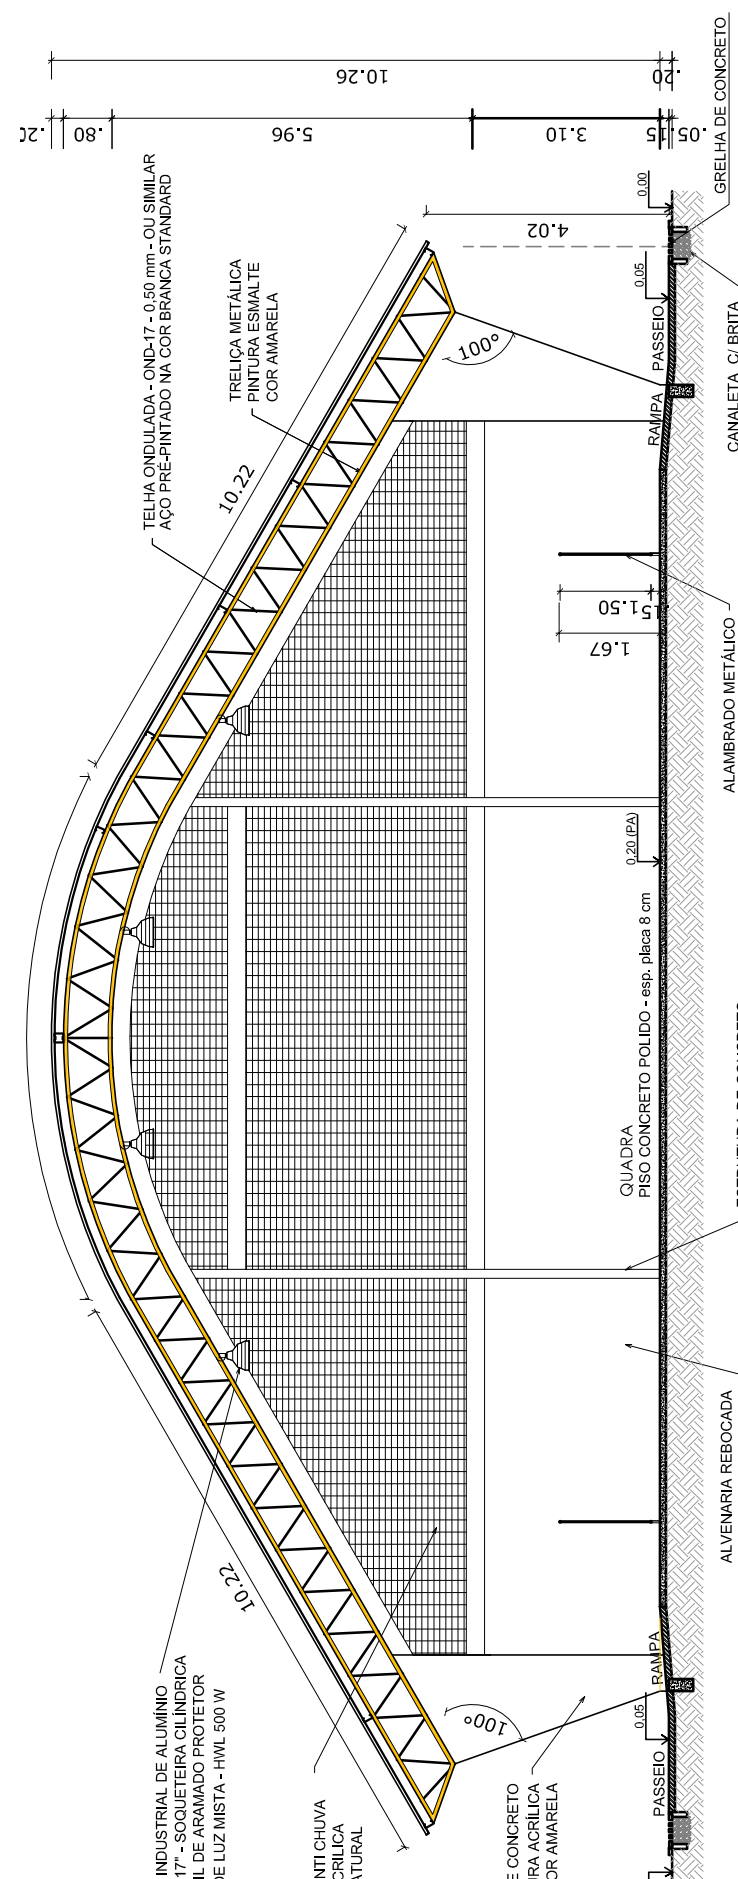 10.26
.20
.80
5.96
3.10
.05
.15
GRELHA DE CONCRETO
TELHA ONDULADA - OND-17 - 0,50 mm - OU SIMILAR
AÇO PRÉ-PINTADO NA COR BRANCA STANDARD
0,00
4.02
TRELIÇA METÁLICA
PINTURA ESMALTE
COR AMARELA
0,05
PASSEIO
CANALETA C/ BRITA
100°
RAMPA
10.22
1.50
.15
1.67
ALAMBRADO METÁLICO
0,20 (PA)
QUADRA
PISO CONCRETO POLIDO - esp. placa 8 cm
ALVENARIA REBOCADA
10.22
INDUSTRIAL DE ALUMÍNIO
17" - SOQUETEIRA CILÍNDRICA
IL DE ARAMADO PROTETOR
DE LUZ MISTA - HWL 500 W
NTI CHUVA
CRILICA
ATURAL
100°
RAMPA
0,05
PASSEIO
E CONCRETO
RA ACRÍLICA
OR AMARELA